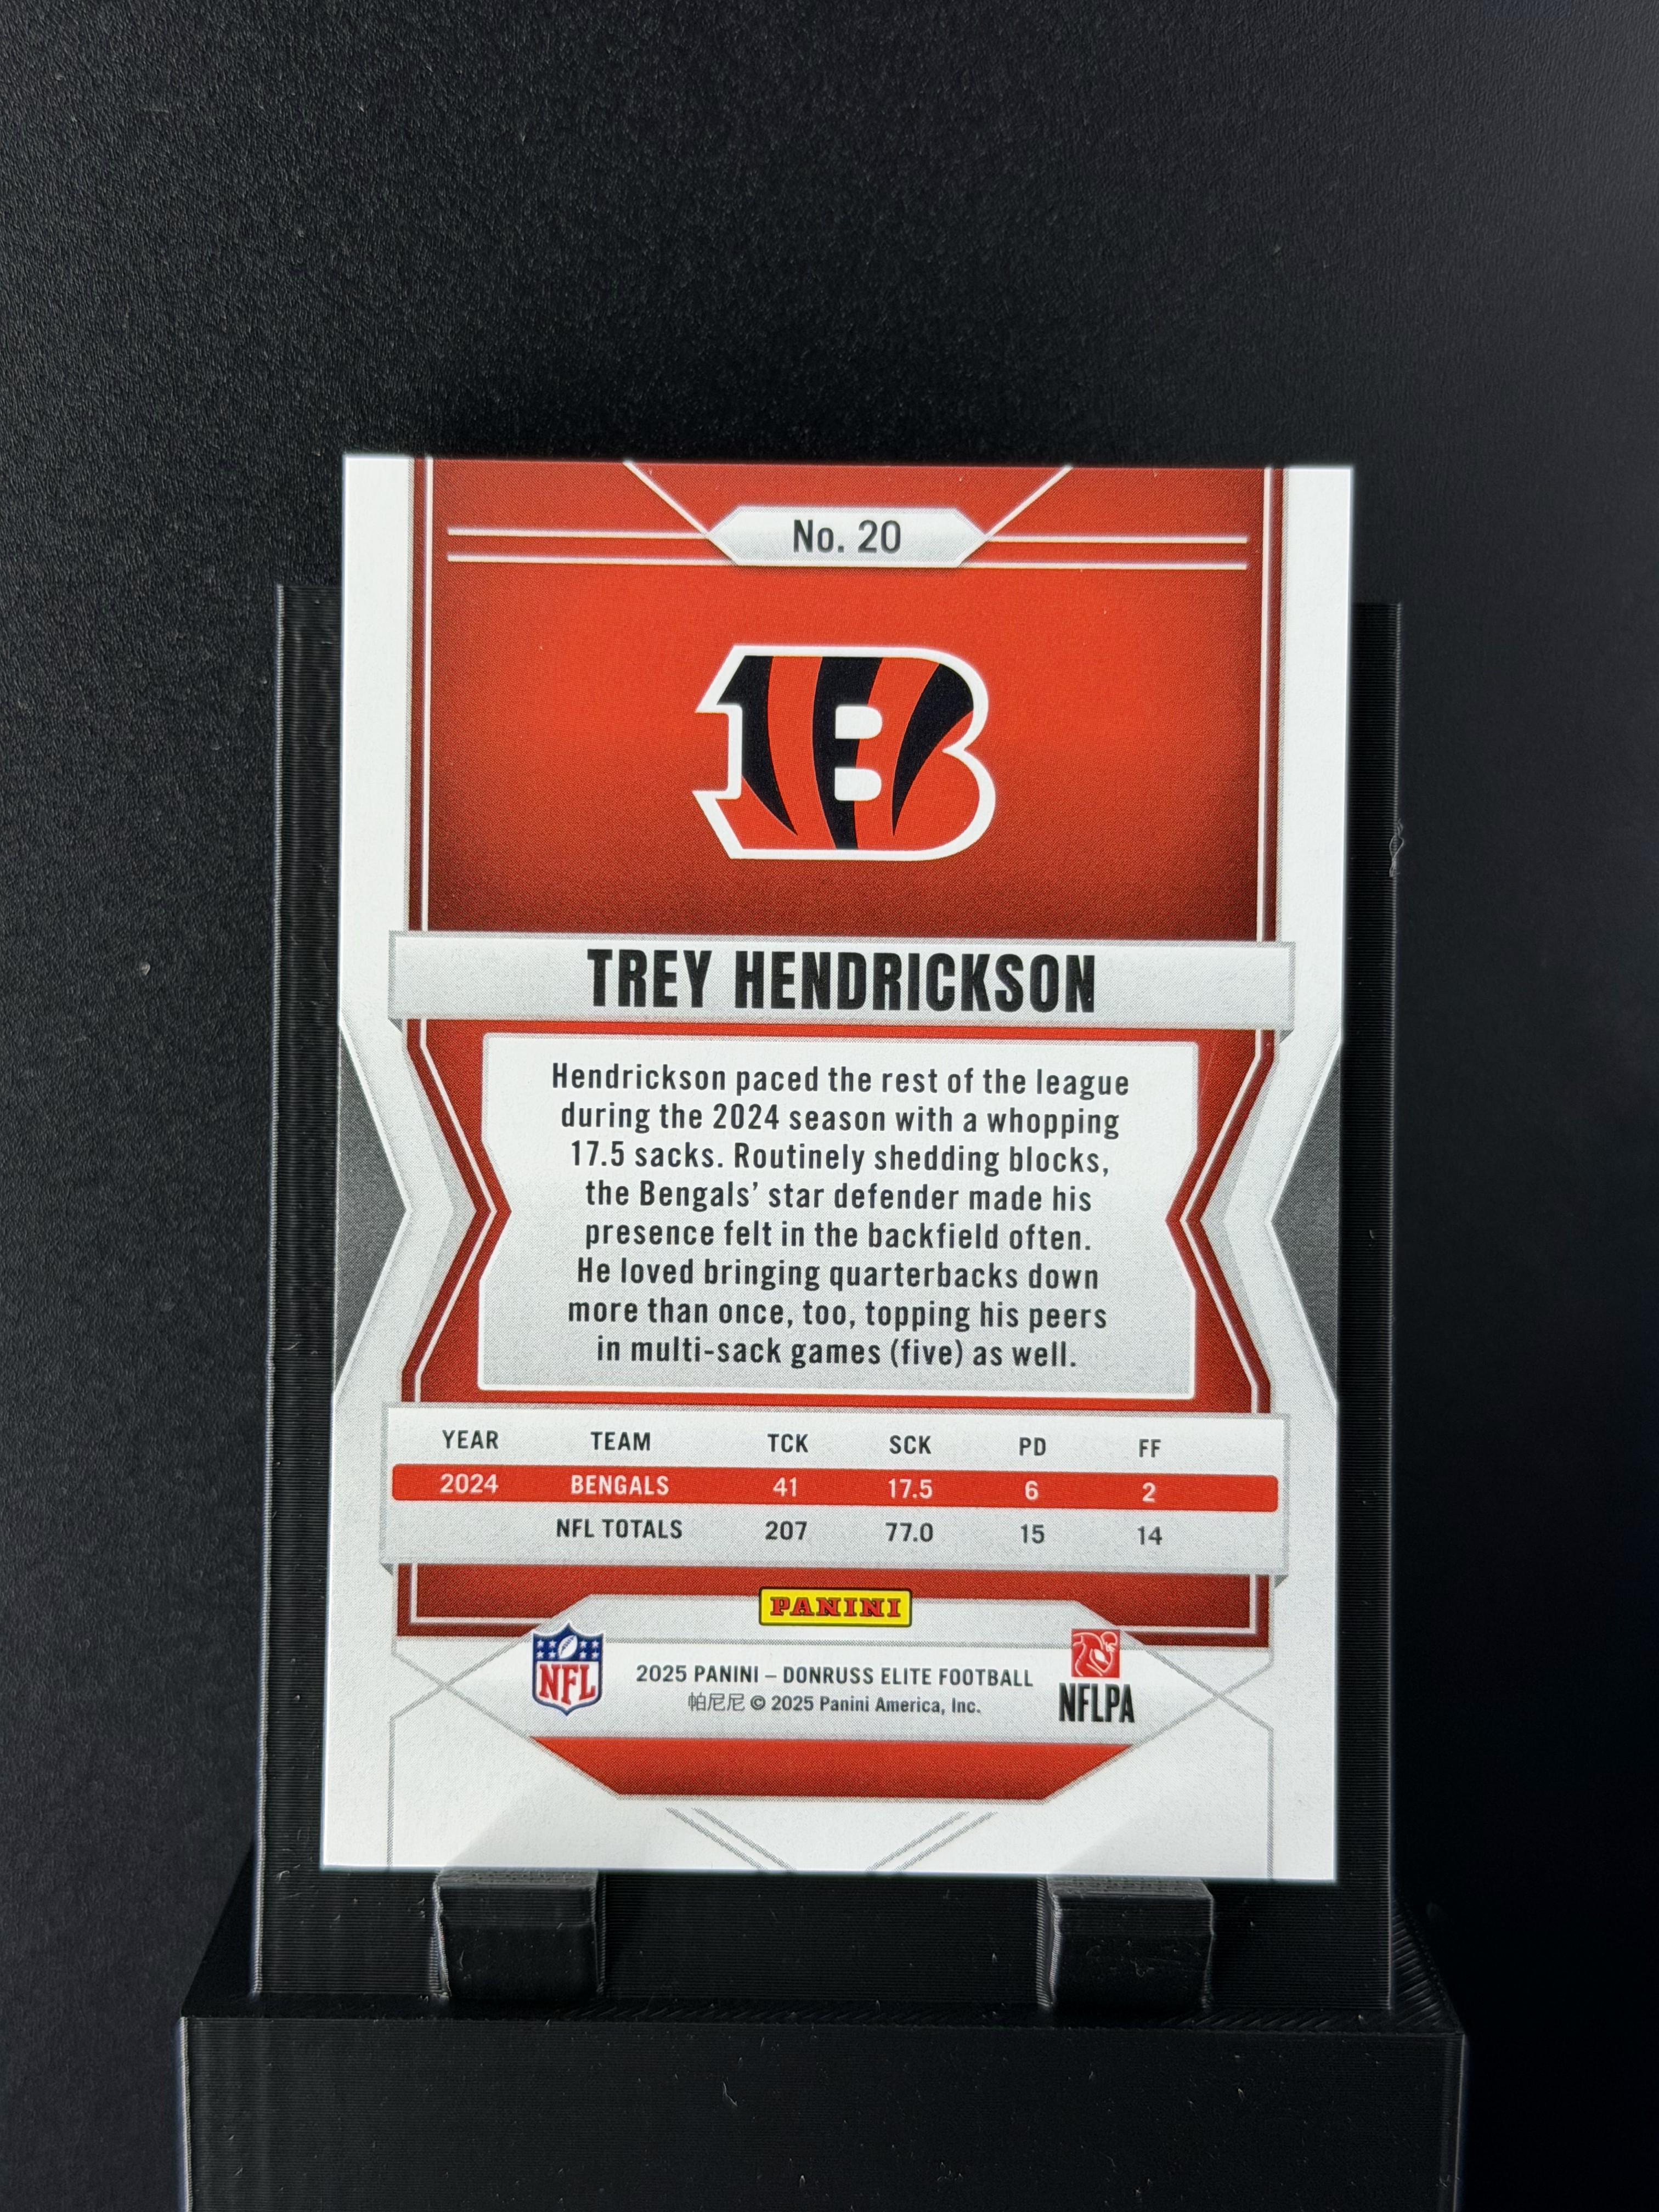 No. 20
B
TREY HENDRICKSON
Hendrickson paced the rest of the league
during the 2024 season with a whopping
17.5 sacks. Routinely shedding blocks,
the Bengals' star defender made his
presence felt in the backfield often.
He loved bringing quarterbacks down
more than once, too, topping his peers
in multi-sack games (five) as well.
YEAR TEAM TCK SCK PD FF
2024 BENGALS 41 17.5 6 2
NFL TOTALS 207 77.0 15 14
PANINI
NFL
2025 PANINI – DONRUSS ELITE FOOTBALL
帕尼尼 © 2025 Panini America, Inc.
NFLPA